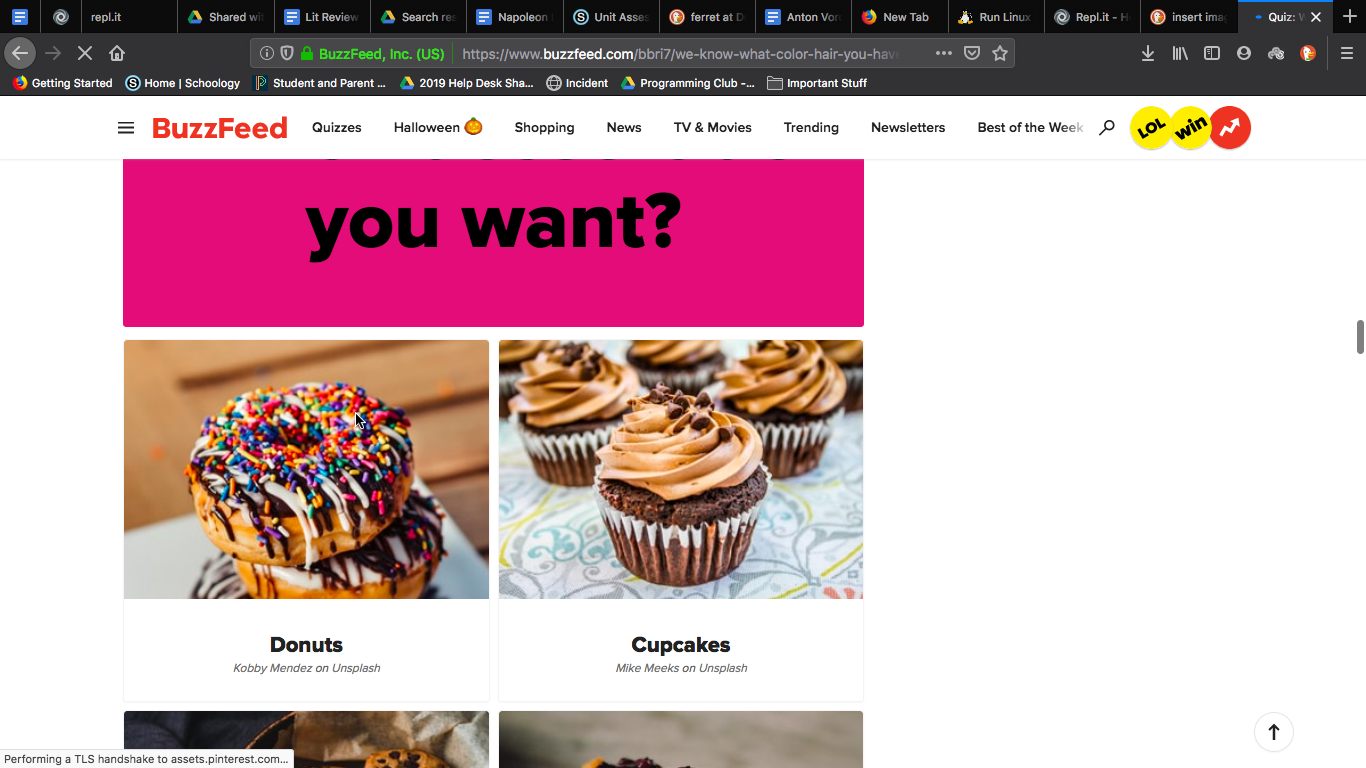 repl.it
Shared wit
Lit Review
Search res
Napoleon
Unit Asses
ferret at D
Anton Vor
New Tab
Run Linux
Repl.it - H
insert imag
Quiz: W
BuzzFeed, Inc. (US)
https://www.buzzfeed.com/bbri7/we-know-what-color-hair-you-have
Getting Started
Home | Schoology
Student and Parent ...
2019 Help Desk Sha...
Incident
Programming Club -...
Important Stuff
BuzzFeed
Quizzes
Halloween 🎃
Shopping
News
TV & Movies
Trending
Newsletters
Best of the Week
LOL
win
you want?
Donuts
Kobby Mendez on Unsplash
Cupcakes
Mike Meeks on Unsplash
Performing a TLS handshake to assets.pinterest.com...